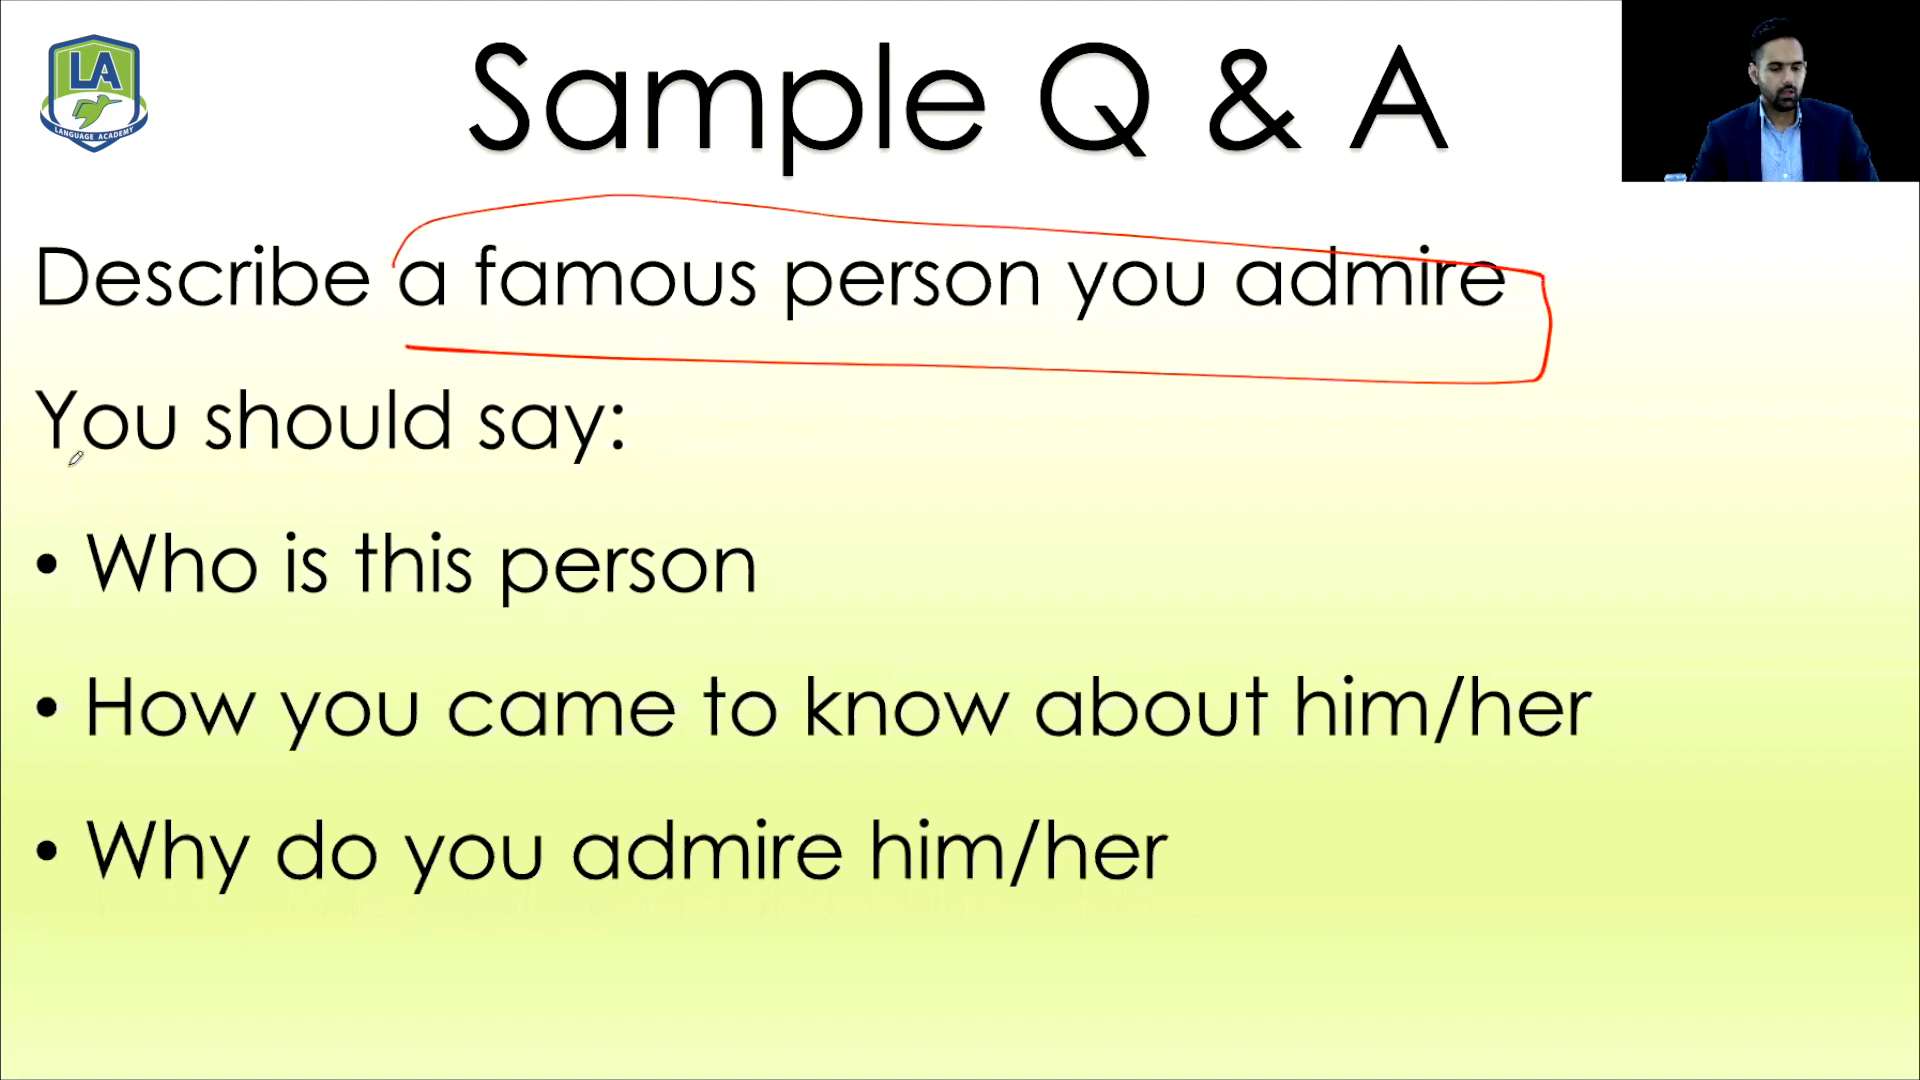 LA
LANGUAGE ACADEMY
Sample Q & A
Describe a famous person you admire
You should say:
• Who is this person
• How you came to know about him/her
• Why do you admire him/her